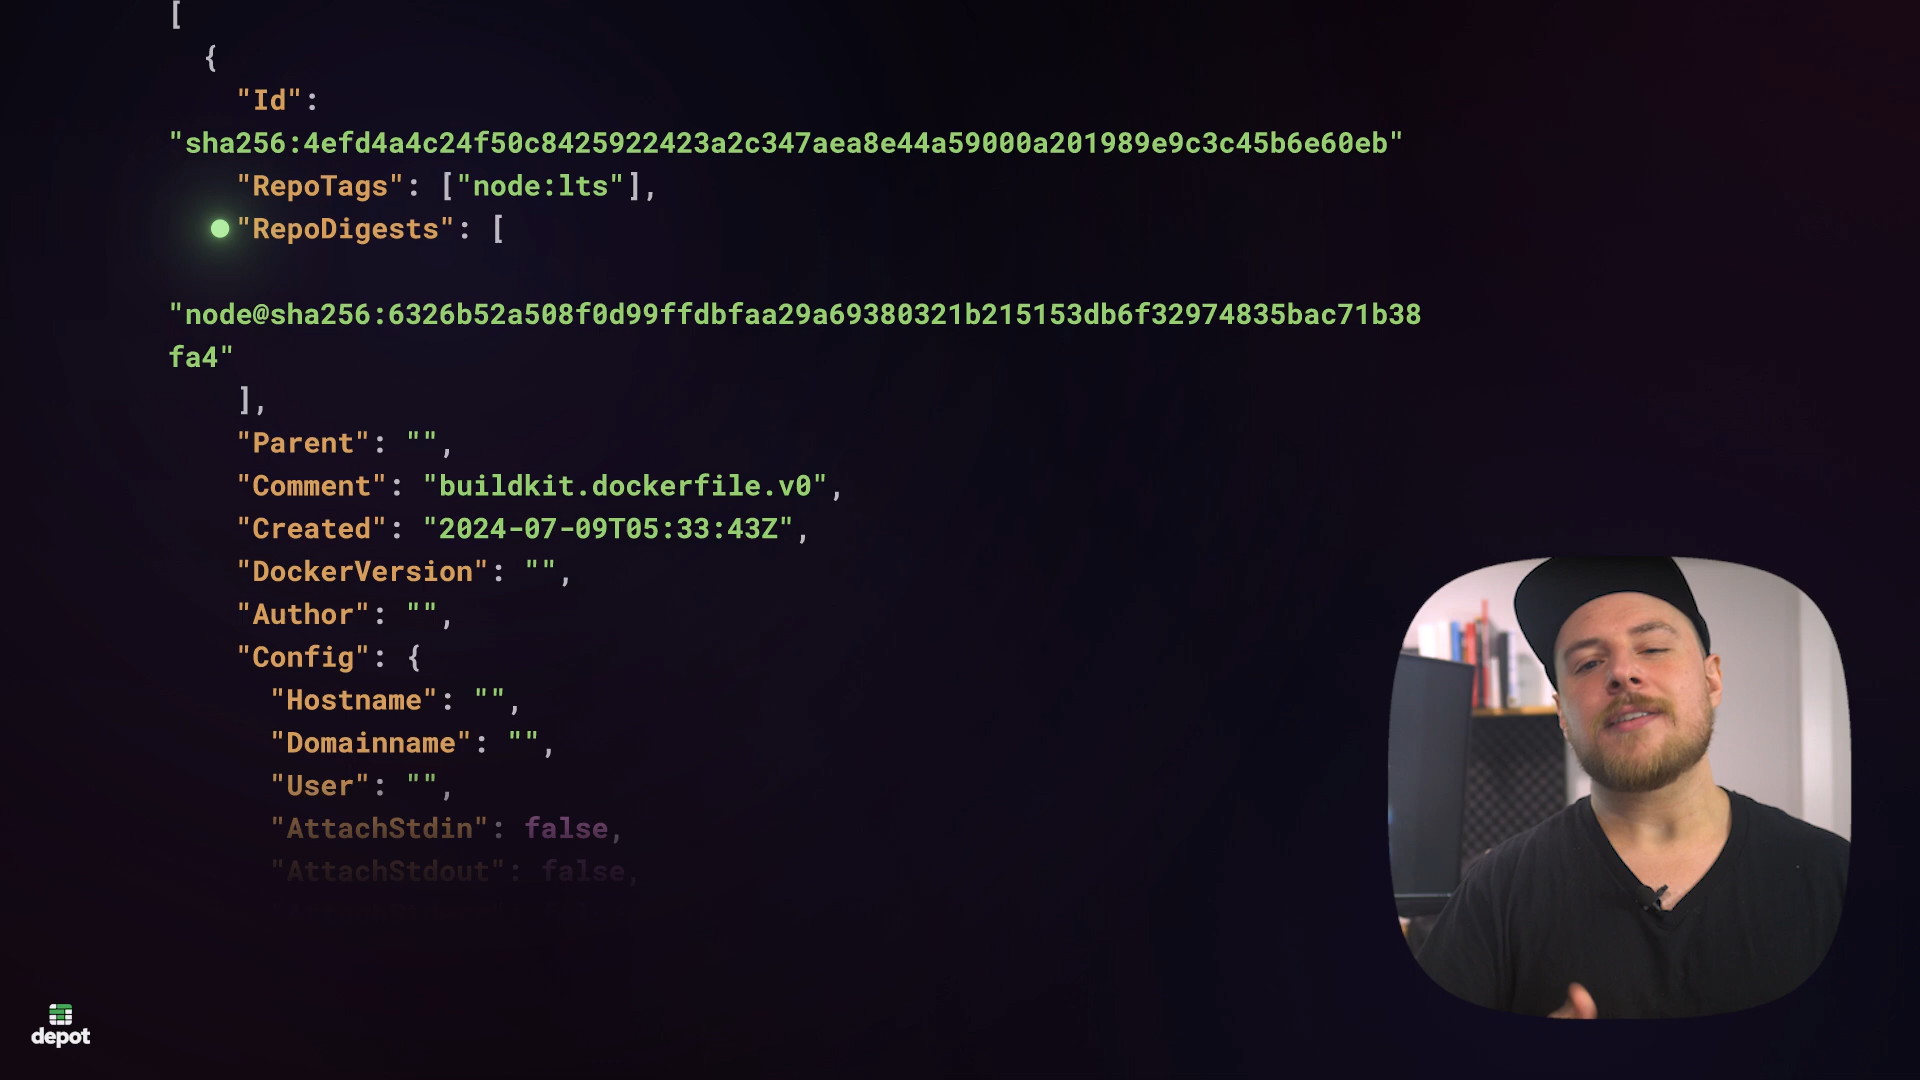 [
{
"Id":
"sha256:4efd4a4c24f50c8425922423a2c347aea8e44a59000a201989e9c3c45b6e60eb"
"RepoTags": ["node:lts"],
"RepoDigests": [
"node@sha256:6326b52a508f0d99ffdbfaa29a69380321b215153db6f32974835bac71b38
fa4"
],
"Parent": "",
"Comment": "buildkit.dockerfile.v0",
"Created": "2024-07-09T05:33:43Z",
"DockerVersion": "",
"Author": "",
"Config": {
"Hostname": "",
"Domainname": "",
"User": "",
"AttachStdin": false,
"AttachStdout": false,
depot